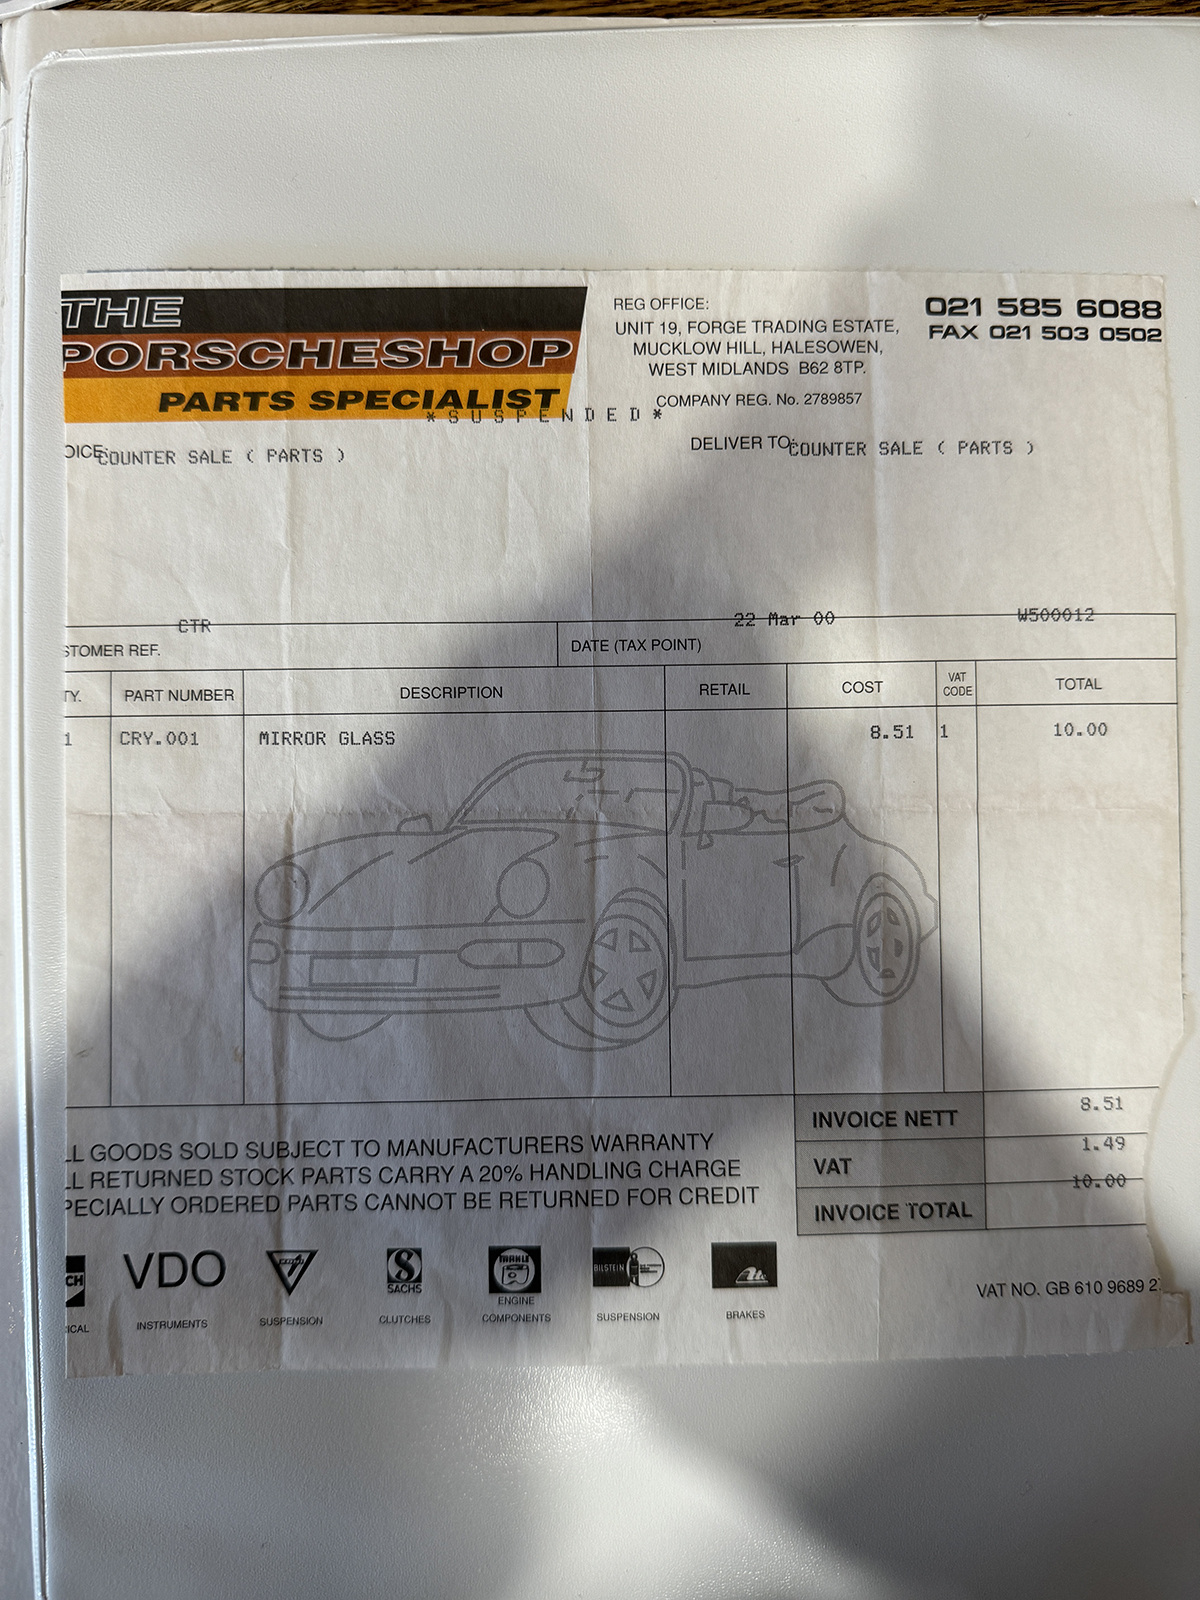 THE
PORSCHESHOP
PARTS SPECIALIST
REG OFFICE:
UNIT 19, FORGE TRADING ESTATE,
MUCKLOW HILL, HALESOWEN,
WEST MIDLANDS B62 8TP.
COMPANY REG. No. 2789857
021 585 6088
FAX 021 503 0502
*SUSPENDED*
OICE: COUNTER SALE ( PARTS )
DELIVER TO: COUNTER SALE ( PARTS )
CTR
22 Mar 00
W500012
STOMER REF.
DATE (TAX POINT)
TY. PART NUMBER DESCRIPTION RETAIL COST VAT CODE TOTAL
1 CRY.001 MIRROR GLASS 8.51 1 10.00
INVOICE NETT 8.51
VAT 1.49
INVOICE TOTAL 10.00
LL GOODS SOLD SUBJECT TO MANUFACTURERS WARRANTY
LL RETURNED STOCK PARTS CARRY A 20% HANDLING CHARGE
PECIALLY ORDERED PARTS CANNOT BE RETURNED FOR CREDIT
CH
ICAL
VDO
INSTRUMENTS
SUSPENSION
SACHS
CLUTCHES
MAHLE
ENGINE
COMPONENTS
BILSTEIN
SUSPENSION
BRAKES
VAT NO. GB 610 9689 2